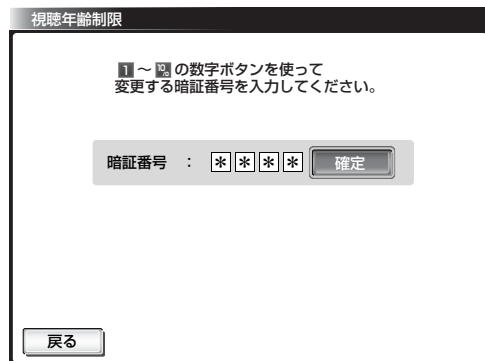 視聴年齢制限
1 ～ 10 の数字ボタンを使って
変更する暗証番号を入力してください。
暗証番号 ： * * * * 確定
戻る